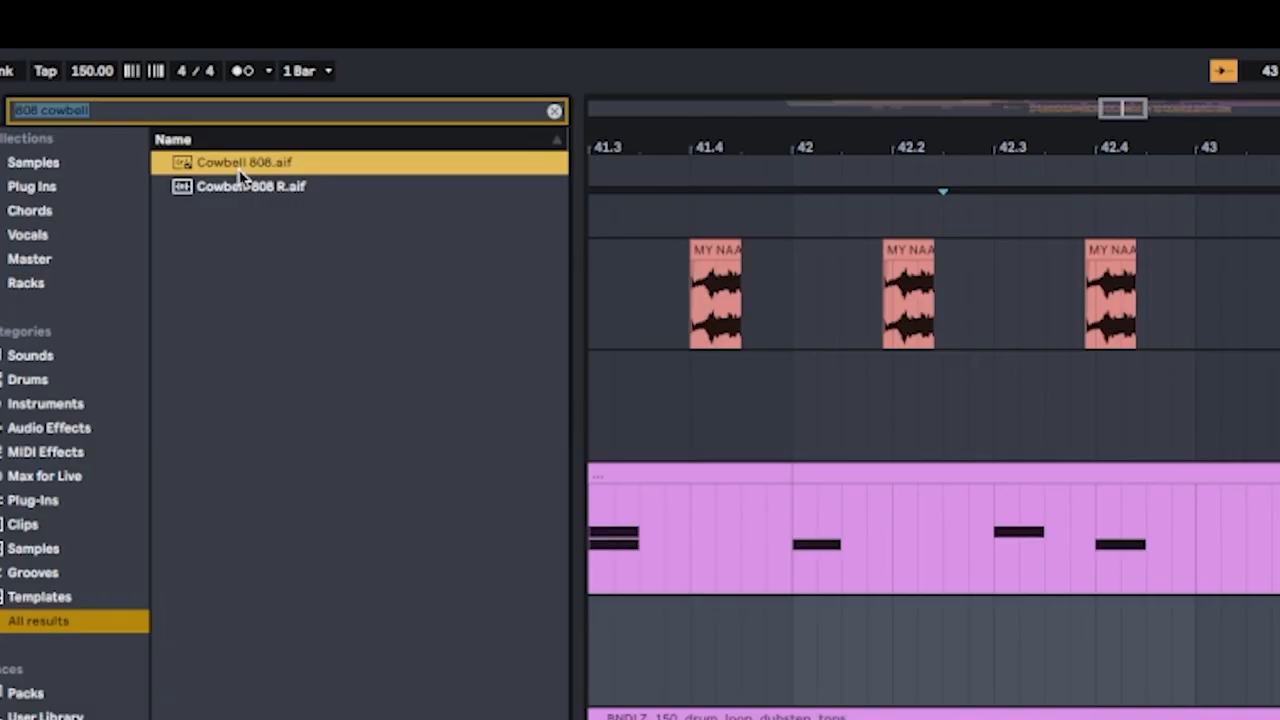 nk Tap 150.00 4 / 4 1 Bar 43
808 cowbell
llections
Samples
Plug Ins
Chords
Vocals
Master
Racks
tegories
Sounds
Drums
Instruments
Audio Effects
MIDI Effects
Max for Live
Plug-Ins
Clips
Samples
Grooves
Templates
All results
ces
Packs
User Library
Name
Cowbell 808.aif
Cowbell 808 R.aif
41.3 41.4 42 42.2 42.3 42.4 43
MY NAA MY NAA MY NAA
...
BNDLZ_150_drum_loop_dubstep_tops